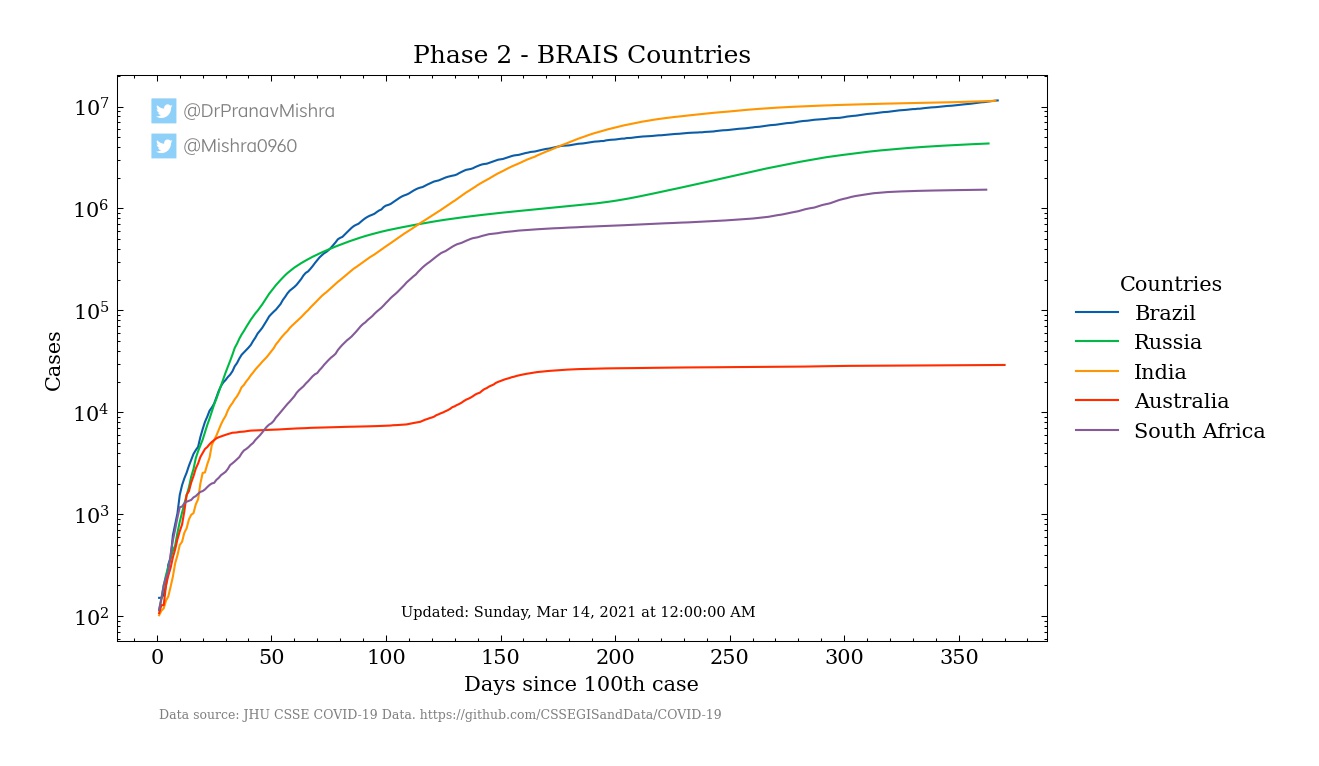 Phase 2 - BRAIS Countries
@DrPranavMishra
@Mishra0960
10⁷
10⁶
10⁵
10⁴
10³
10²
Cases
Updated: Sunday, Mar 14, 2021 at 12:00:00 AM
0 50 100 150 200 250 300 350
Days since 100th case
Countries
Brazil
Russia
India
Australia
South Africa
Data source: JHU CSSE COVID-19 Data. https://github.com/CSSEGISandData/COVID-19